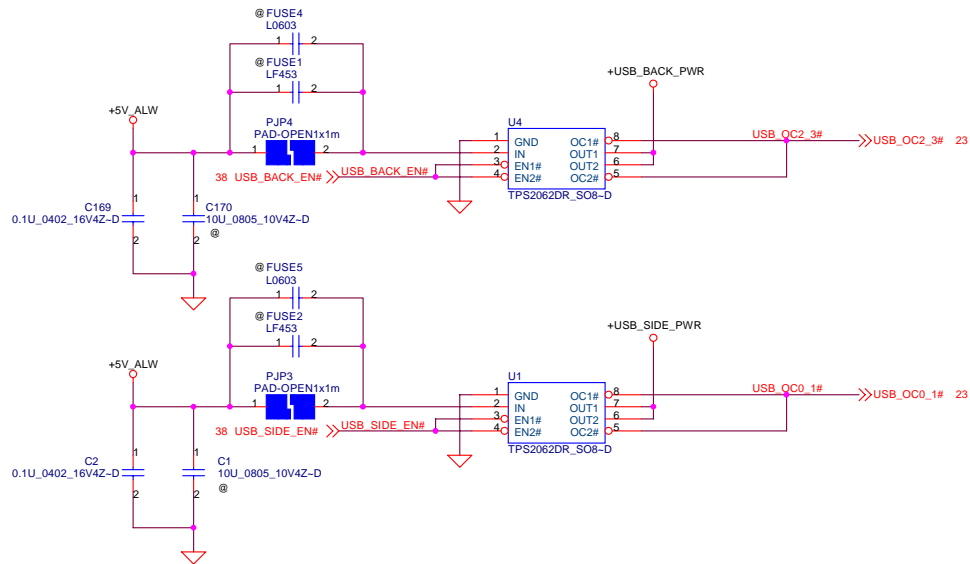 @ FUSE4
L0603
1 2
@ FUSE1
LF453
1 2
+USB_BACK_PWR
+5V_ALW
PJP4
PAD-OPEN1x1m
1 2
U4
1 GND OC1# 8
2 IN OUT1 7
3 EN1# OUT2 6
4 EN2# OC2# 5
TPS2062DR_SO8~D
USB_OC2_3#
USB_OC2_3# 23
38 USB_BACK_EN#
USB_BACK_EN#
C169
0.1U_0402_16V4Z~D
1
2
C170
10U_0805_10V4Z~D
@
1
2
@ FUSE5
L0603
1 2
@ FUSE2
LF453
1 2
+USB_SIDE_PWR
+5V_ALW
PJP3
PAD-OPEN1x1m
1 2
U1
1 GND OC1# 8
2 IN OUT1 7
3 EN1# OUT2 6
4 EN2# OC2# 5
TPS2062DR_SO8~D
USB_OC0_1#
USB_OC0_1# 23
38 USB_SIDE_EN#
USB_SIDE_EN#
C2
0.1U_0402_16V4Z~D
1
2
C1
10U_0805_10V4Z~D
@
1
2